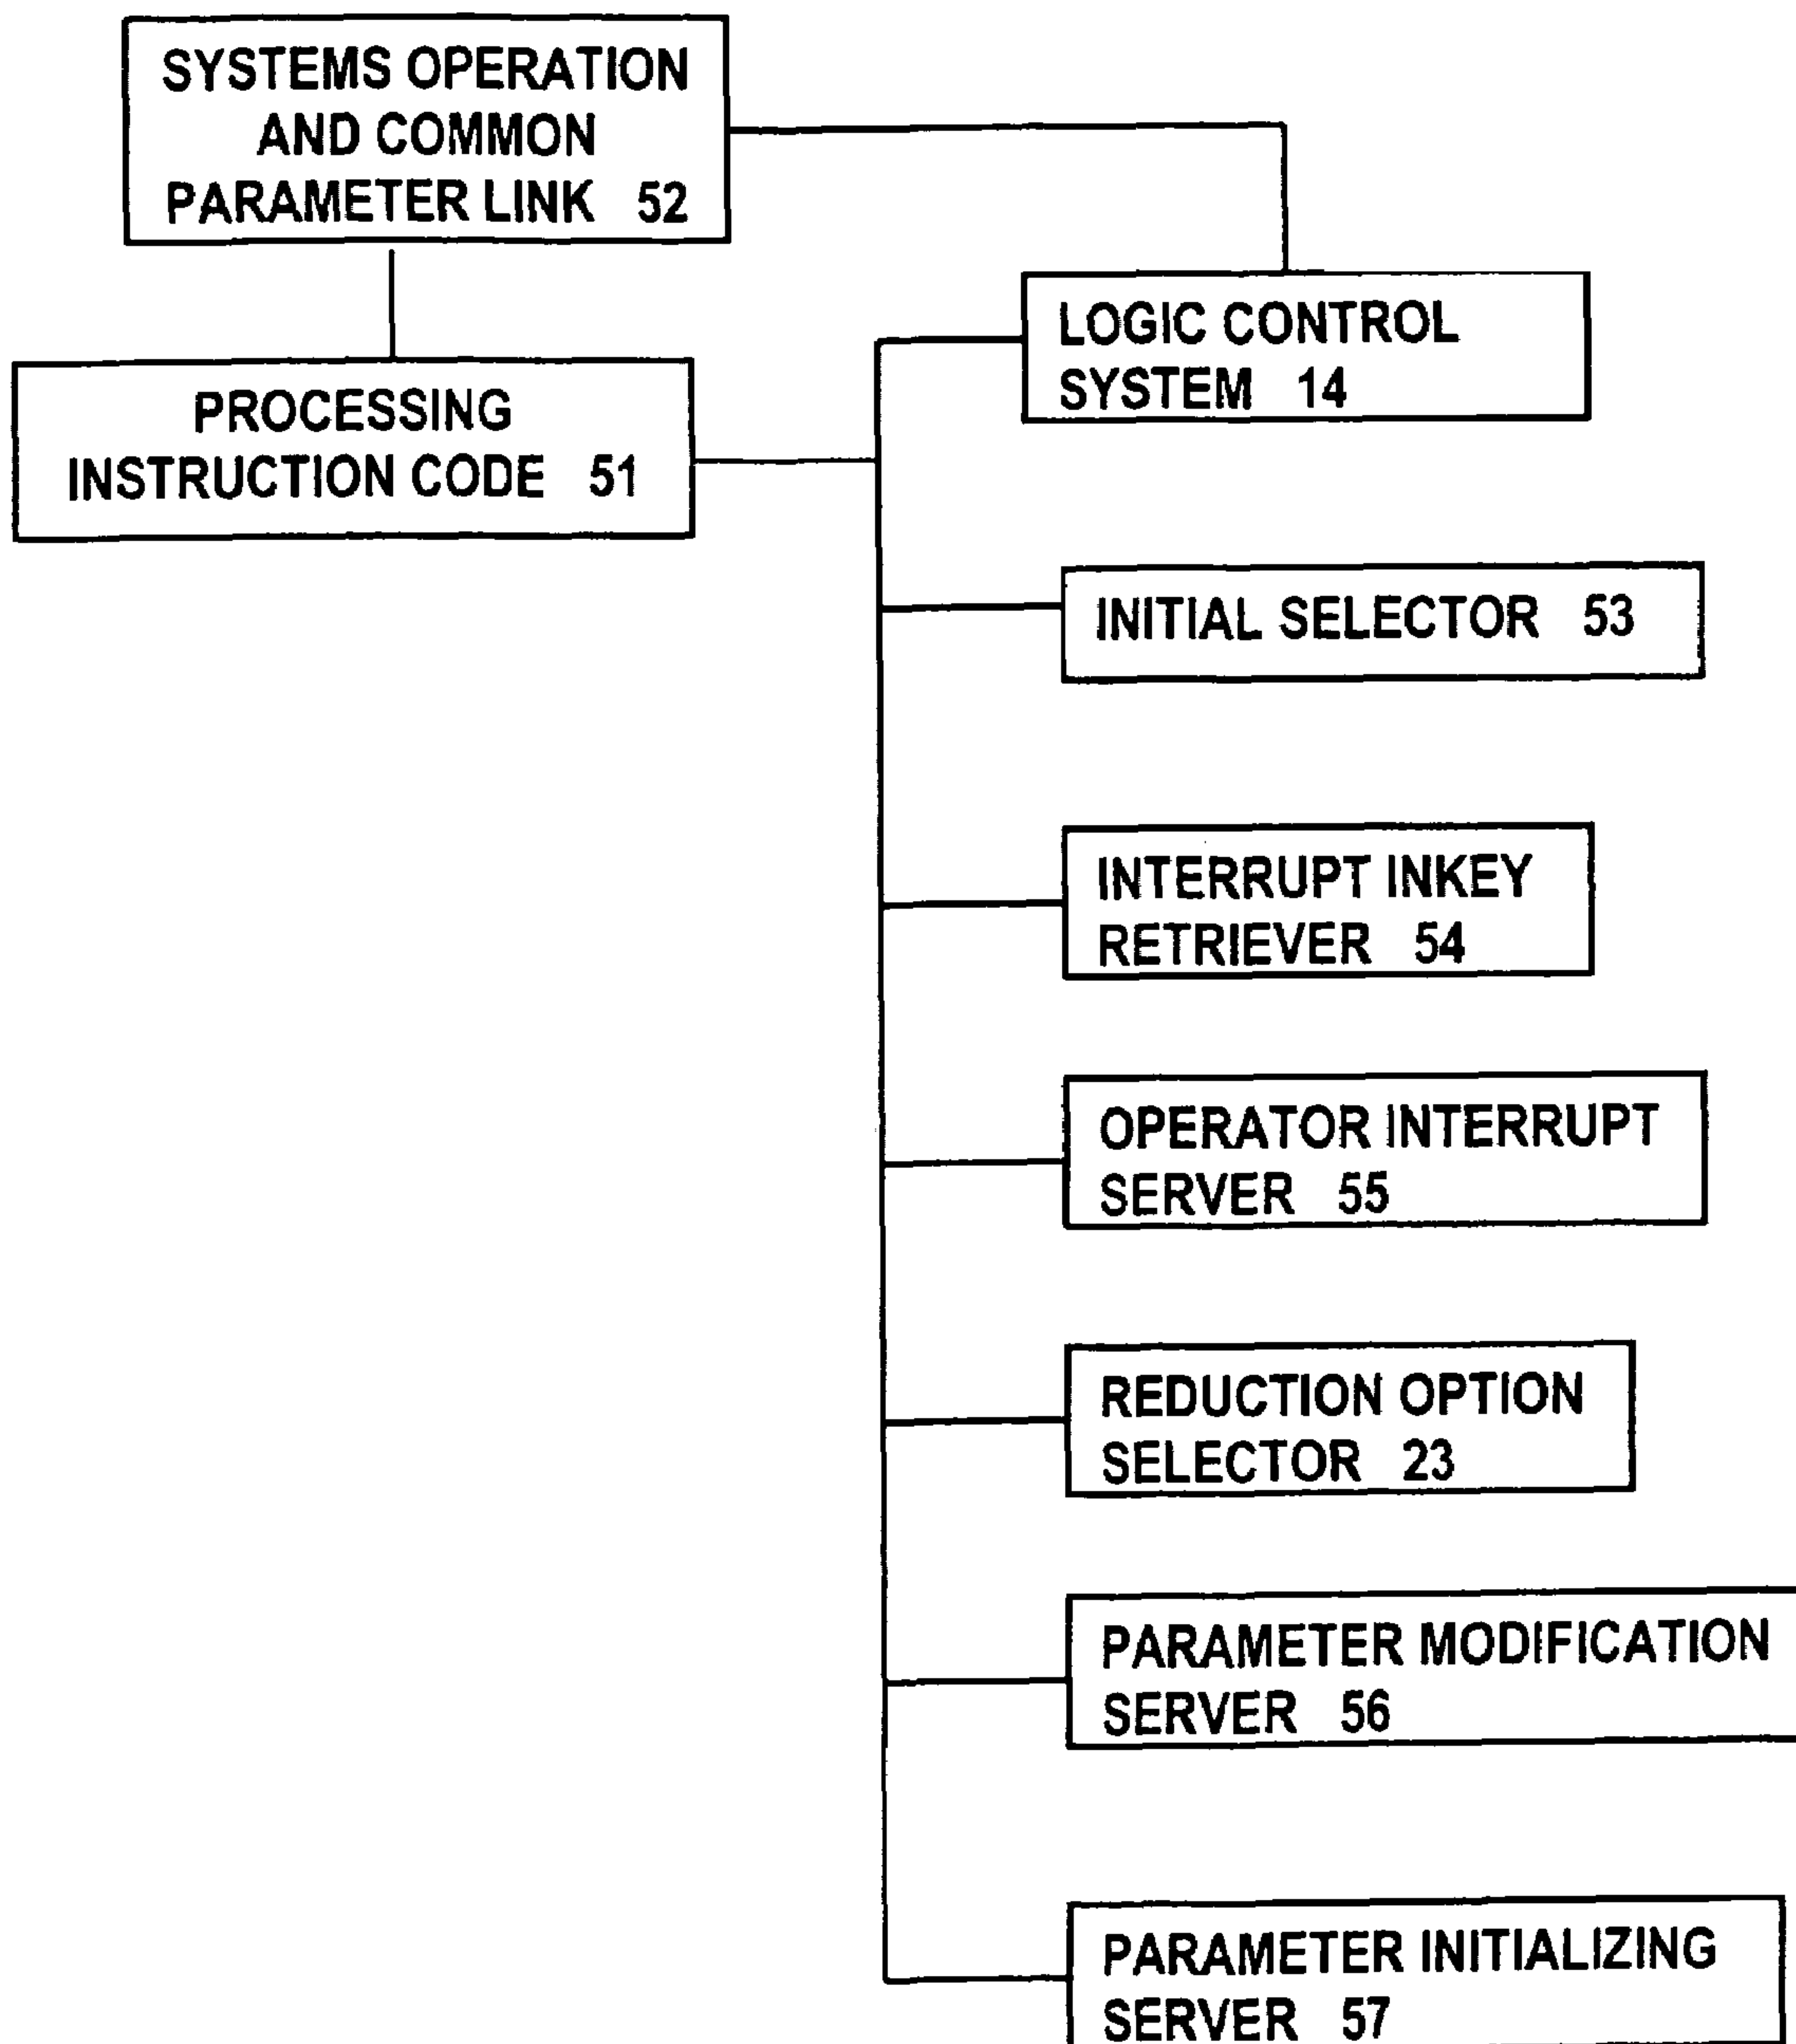 SYSTEMS OPERATION
AND COMMON
PARAMETER LINK 52
PROCESSING
INSTRUCTION CODE 51
LOGIC CONTROL
SYSTEM 14
INITIAL SELECTOR 53
INTERRUPT INKEY
RETRIEVER 54
OPERATOR INTERRUPT
SERVER 55
REDUCTION OPTION
SELECTOR 23
PARAMETER MODIFICATION
SERVER 56
PARAMETER INITIALIZING
SERVER 57